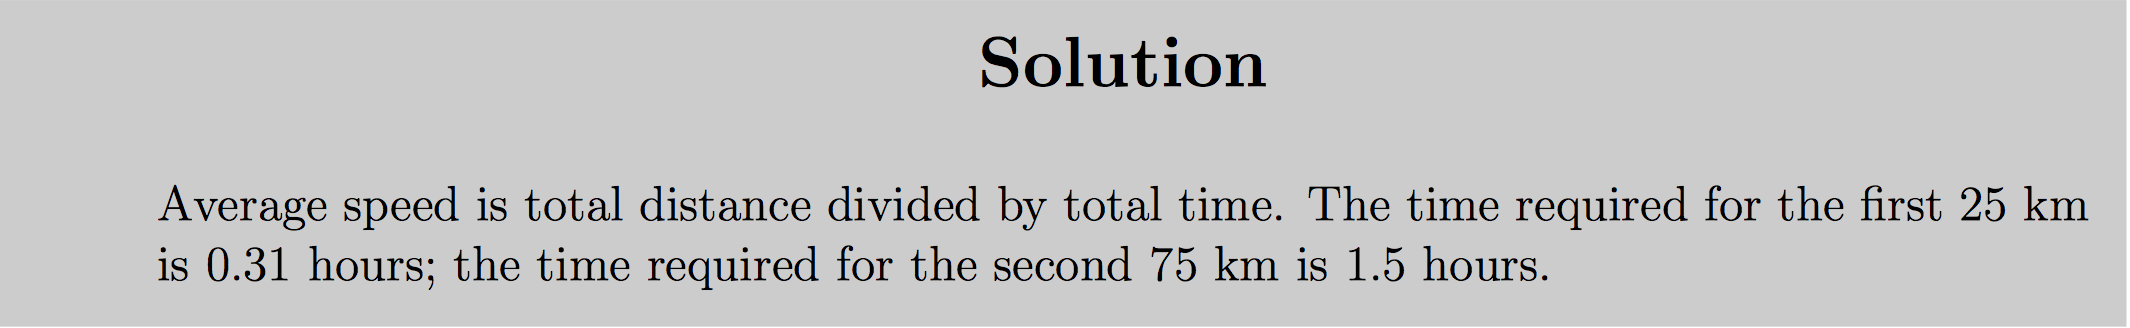 Solution
Average speed is total distance divided by total time. The time required for the first 25 km
is 0.31 hours; the time required for the second 75 km is 1.5 hours.